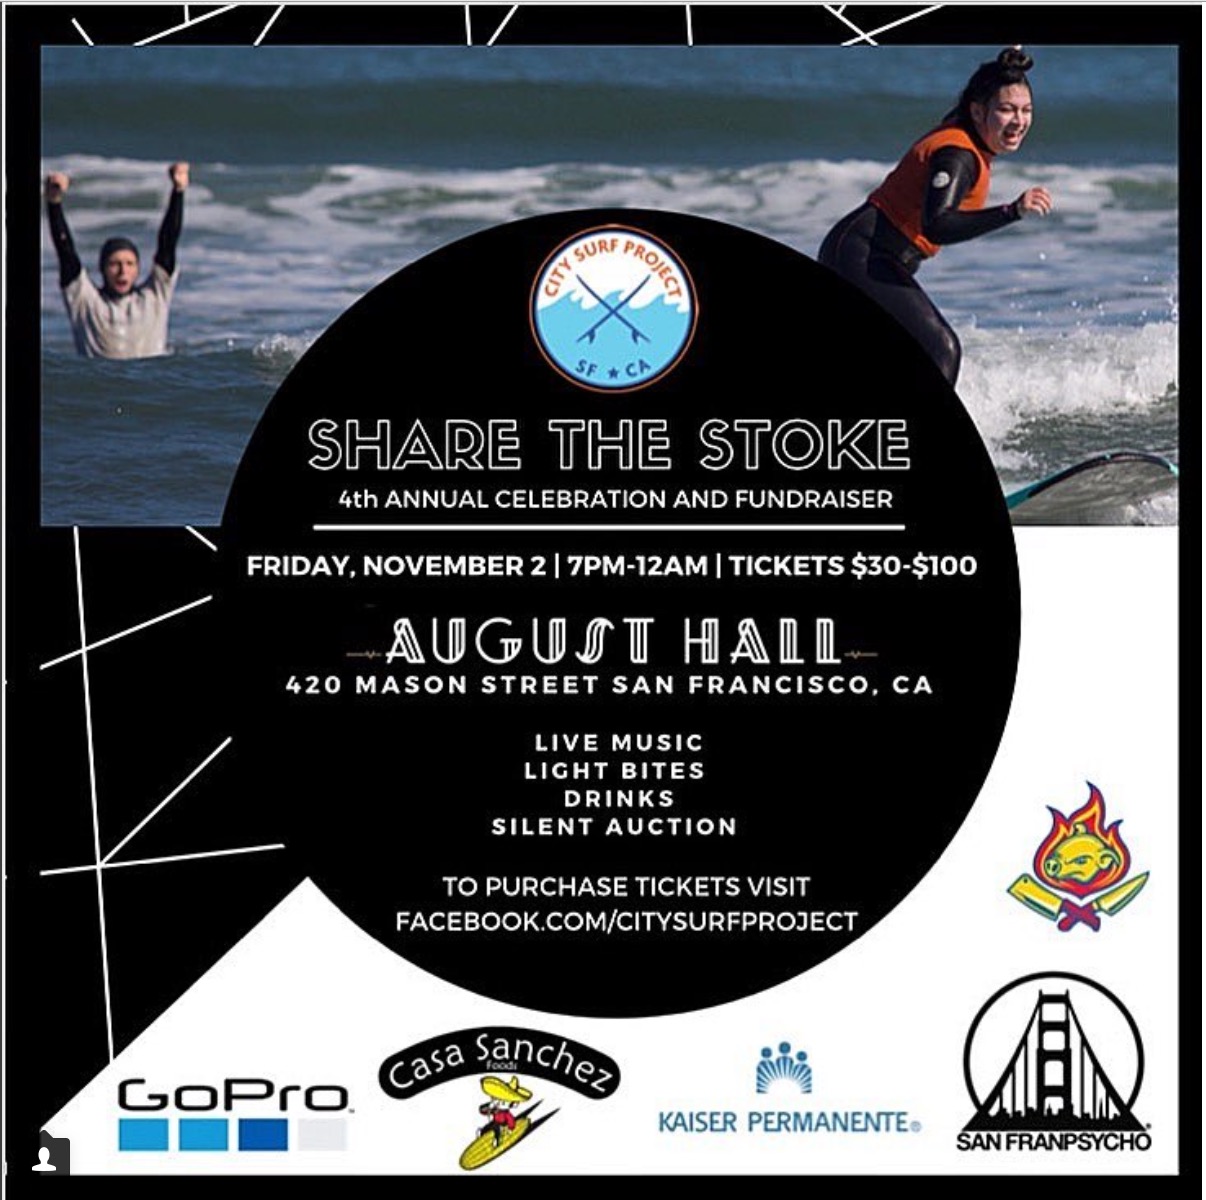 CITY SURF PROJECT
SF ★ CA
SHARE THE STOKE
4th ANNUAL CELEBRATION AND FUNDRAISER
FRIDAY, NOVEMBER 2 | 7PM-12AM | TICKETS $30-$100
AUGUST HALL
420 MASON STREET SAN FRANCISCO, CA
LIVE MUSIC
LIGHT BITES
DRINKS
SILENT AUCTION
TO PURCHASE TICKETS VISIT
FACEBOOK.COM/CITYSURFPROJECT
GoPro
Casa Sanchez
Foods
KAISER PERMANENTE®
SAN FRANPSYCHO®